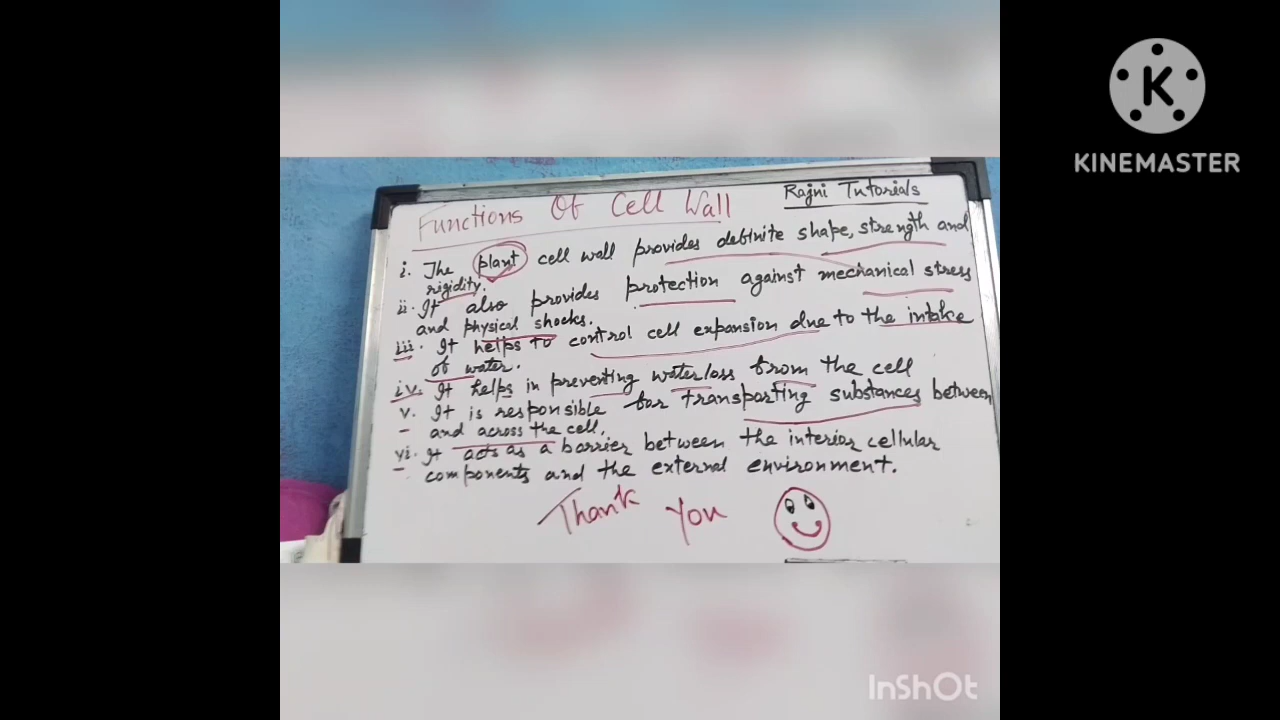 KINEMASTER
Rajni Tutorials
Functions Of Cell Wall
i. The plant cell wall provides definite shape, strength and
rigidity.
ii. It also provides protection against mechanical stress
and physical shocks.
iii. It helps to control cell expansion due to the intake
of water.
iv. It helps in preventing water loss from the cell
v. It is responsible for transporting substances between
and across the cell.
vi. It acts as a barrier between the interior cellular
components and the external environment.
Thank You
InShOt